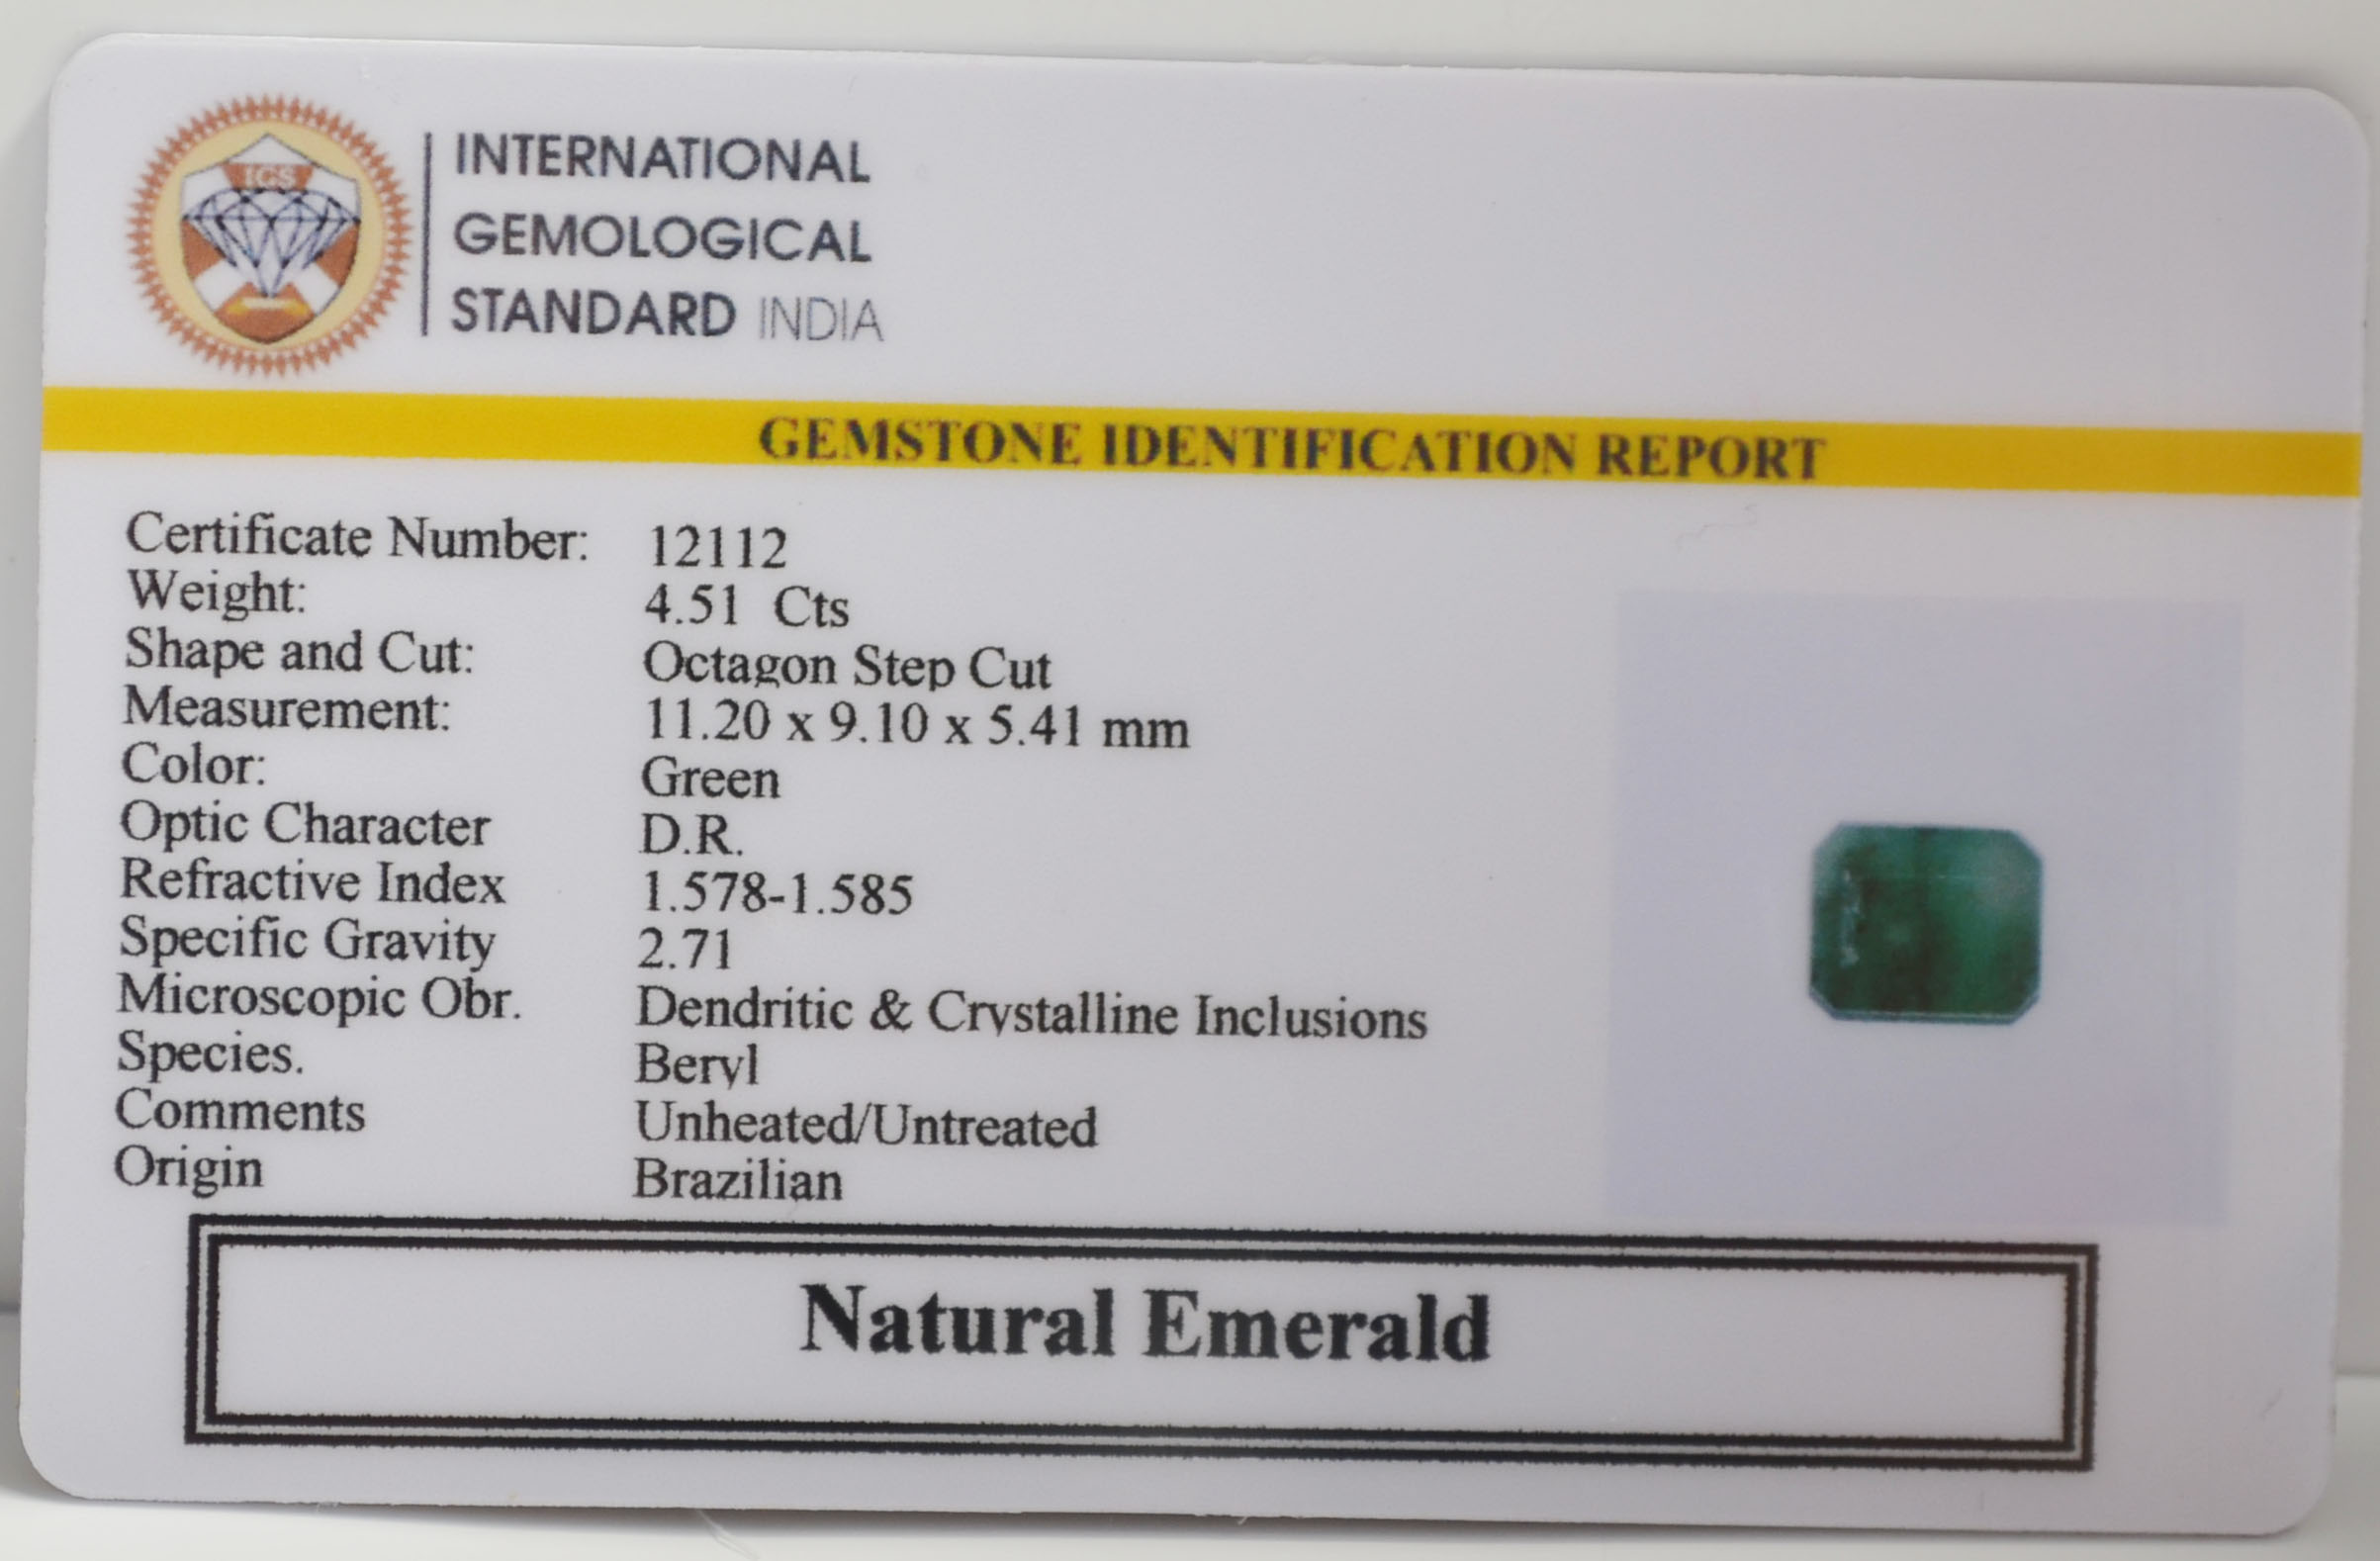 IGS
INTERNATIONAL
GEMOLOGICAL
STANDARD INDIA
GEMSTONE IDENTIFICATION REPORT
Certificate Number: 12112
Weight: 4.51 Cts
Shape and Cut: Octagon Step Cut
Measurement: 11.20 x 9.10 x 5.41 mm
Color: Green
Optic Character D.R.
Refractive Index 1.578-1.585
Specific Gravity 2.71
Microscopic Obr. Dendritic & Crystalline Inclusions
Species. Beryl
Comments Unheated/Untreated
Origin Brazilian
Natural Emerald